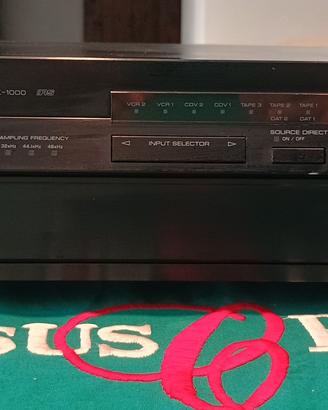 -1000 RS
VCR 2 VCR 1 CDV 2 CDV 1 TAPE 3 TAPE 2 TAPE 1
DAT 2 DAT 1
AMPLING FREQUENCY
32kHz 44.1kHz 48kHz
INPUT SELECTOR
SOURCE DIRECT
ON / OFF
SUS C